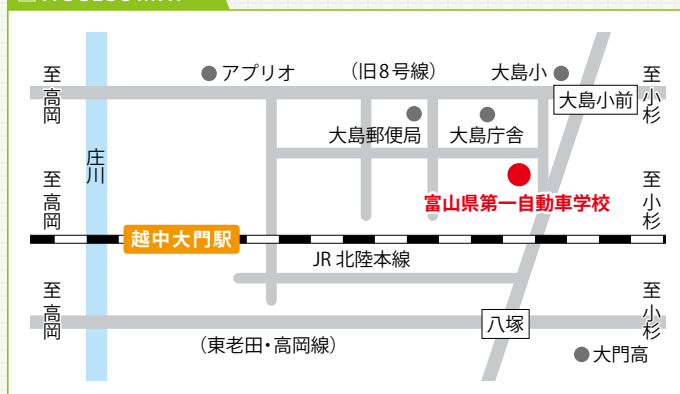 アプリオ
(旧8号線)
大島小
至高岡
至小杉
大島小前
大島郵便局
大島庁舎
庄川
至高岡
至小杉
富山県第一自動車学校
越中大門駅
JR 北陸本線
至高岡
至小杉
八塚
(東老田・高岡線)
大門高